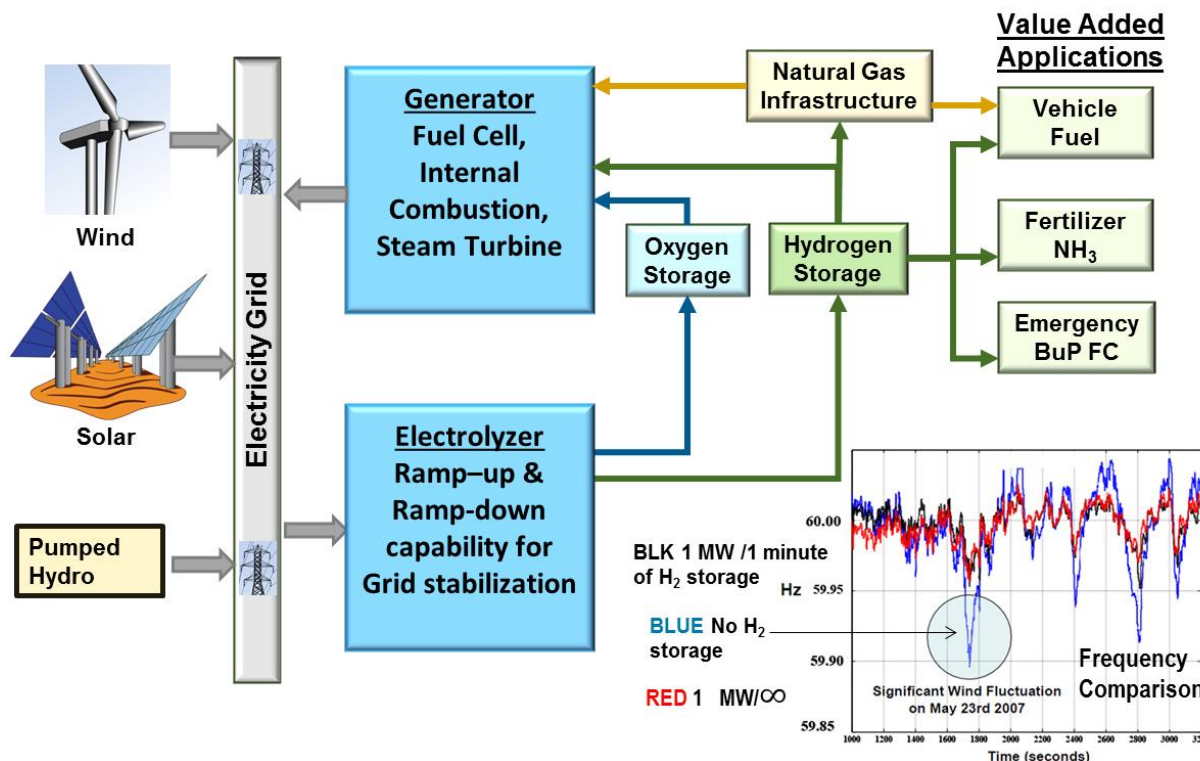 Value Added
Applications
Wind
Solar
Pumped
Hydro
Electricity Grid
Generator
Fuel Cell,
Internal
Combustion,
Steam Turbine
Electrolyzer
Ramp–up &
Ramp-down
capability for
Grid stabilization
Natural Gas
Infrastructure
Oxygen
Storage
Hydrogen
Storage
Vehicle
Fuel
Fertilizer
NH₃
Emergency
BuP FC
BLK 1 MW /1 minute
of H₂ storage
BLUE No H₂
storage
RED 1 MW/∞
60.00
Hz
59.95
59.90
59.85
Significant Wind Fluctuation
on May 23rd 2007
Frequency
Comparison
1000 1200 1400 1600 1800 2000 2200 2400 2600 2800 3000
Time (seconds)